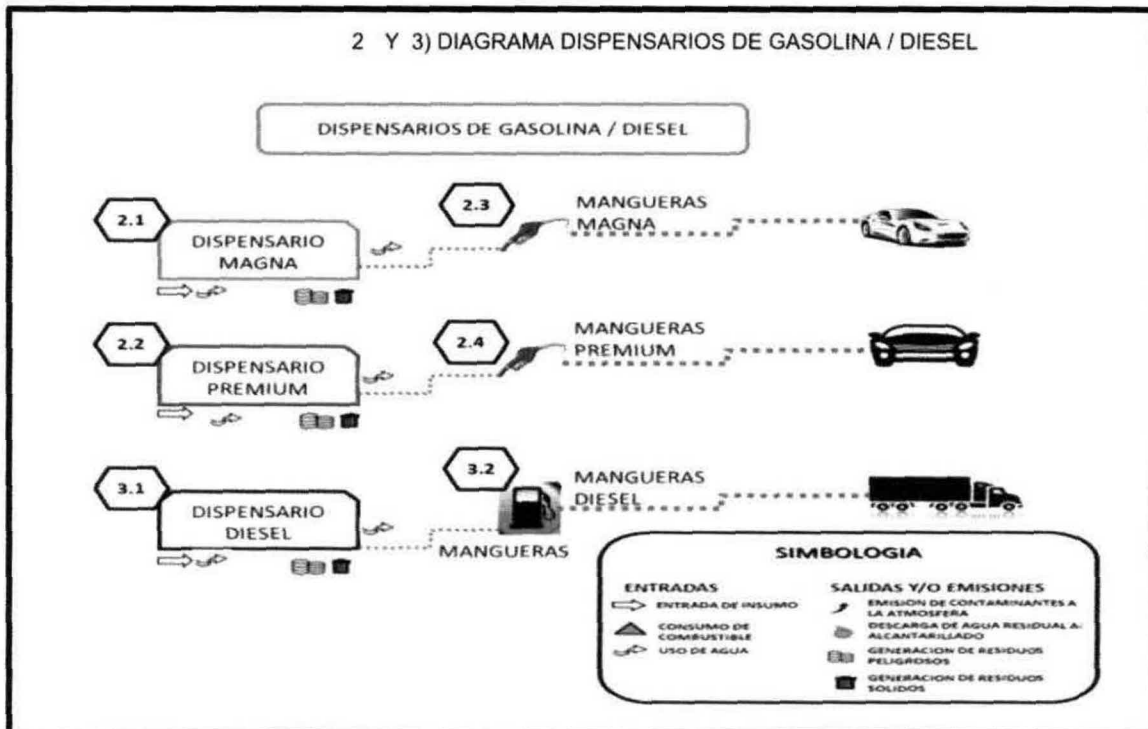 2 Y 3) DIAGRAMA DISPENSARIOS DE GASOLINA / DIESEL
DISPENSARIOS DE GASOLINA / DIESEL
2.1
DISPENSARIO
MAGNA
2.3
MANGUERAS
MAGNA
2.2
DISPENSARIO
PREMIUM
2.4
MANGUERAS
PREMIUM
3.1
DISPENSARIO
DIESEL
3.2
MANGUERAS
DIESEL
MANGUERAS
SIMBOLOGIA
ENTRADAS
ENTRADA DE INSUMO
CONSUMO DE
COMBUSTIBLE
USO DE AGUA
SALIDAS Y/O EMISIONES
EMISION DE CONTAMINANTES A
LA ATMOSFERA
DESCARGA DE AGUA RESIDUAL A
ALCANTARILLADO
GENERACION DE RESIDUOS
PELIGROSOS
GENERACION DE RESIDUOS
SOLIDOS